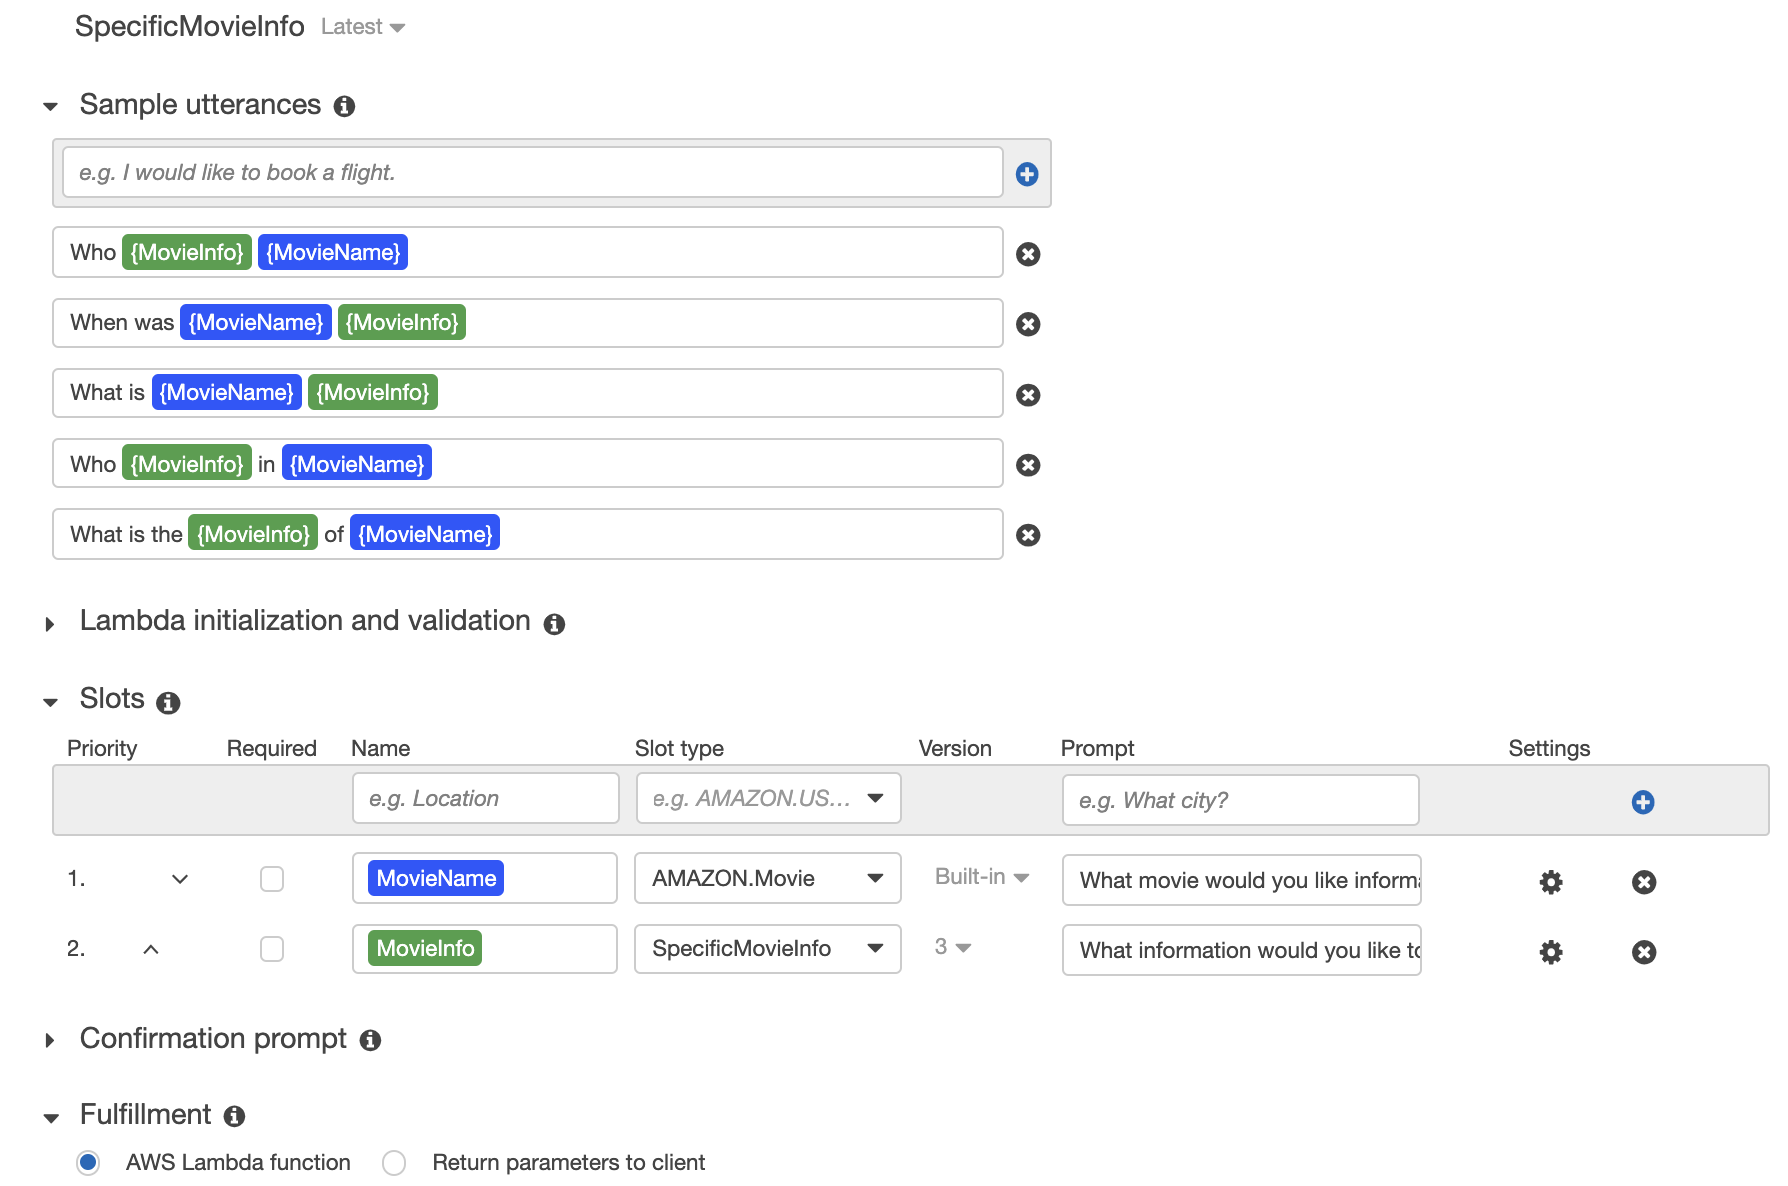 SpecificMovieInfo Latest
Sample utterances
e.g. I would like to book a flight.
Who {MovieInfo} {MovieName}
When was {MovieName} {MovieInfo}
What is {MovieName} {MovieInfo}
Who {MovieInfo} in {MovieName}
What is the {MovieInfo} of {MovieName}
Lambda initialization and validation
Slots
Priority Required Name Slot type Version Prompt Settings
e.g. Location e.g. AMAZON.US... e.g. What city?
1. MovieName AMAZON.Movie Built-in What movie would you like informa
2. MovieInfo SpecificMovieInfo 3 What information would you like to
Confirmation prompt
Fulfillment
AWS Lambda function Return parameters to client